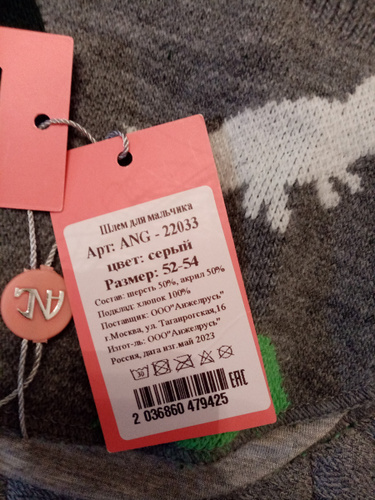 Шлем для мальчика
Арт: ANG - 22033
цвет: серый
Размер: 52-54
Состав: шерсть 50%, акрил 50%
Подклад: хлопок 100%
Поставщик: ООО"Анжелрусь"
г.Москва, ул. Таганрогская,16
Изгот-ль: ООО"Анжелрусь"
Россия, дата изг.май 2023
30
EAC
2 036860 479425
AN